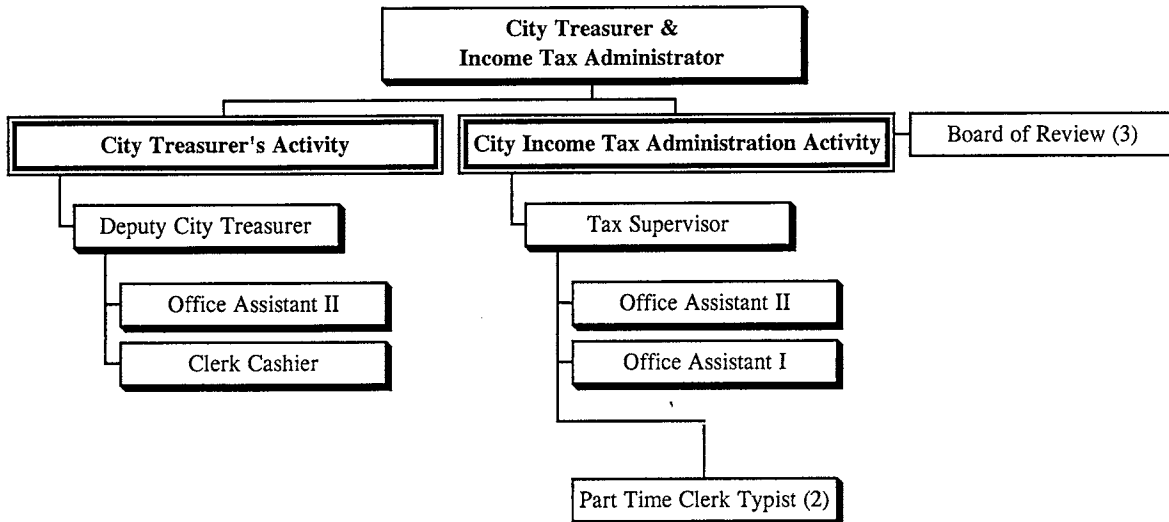 City Treasurer &
Income Tax Administrator
City Treasurer's Activity
City Income Tax Administration Activity
Board of Review (3)
Deputy City Treasurer
Tax Supervisor
Office Assistant II
Office Assistant II
Clerk Cashier
Office Assistant I
Part Time Clerk Typist (2)